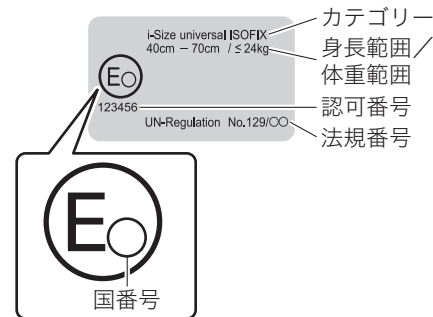 i-Size universal ISOFIX
40cm – 70cm / ≤ 24kg
E○
123456
UN-Regulation No.129/○○
カテゴリー
身長範囲／
体重範囲
認可番号
法規番号
E○
国番号